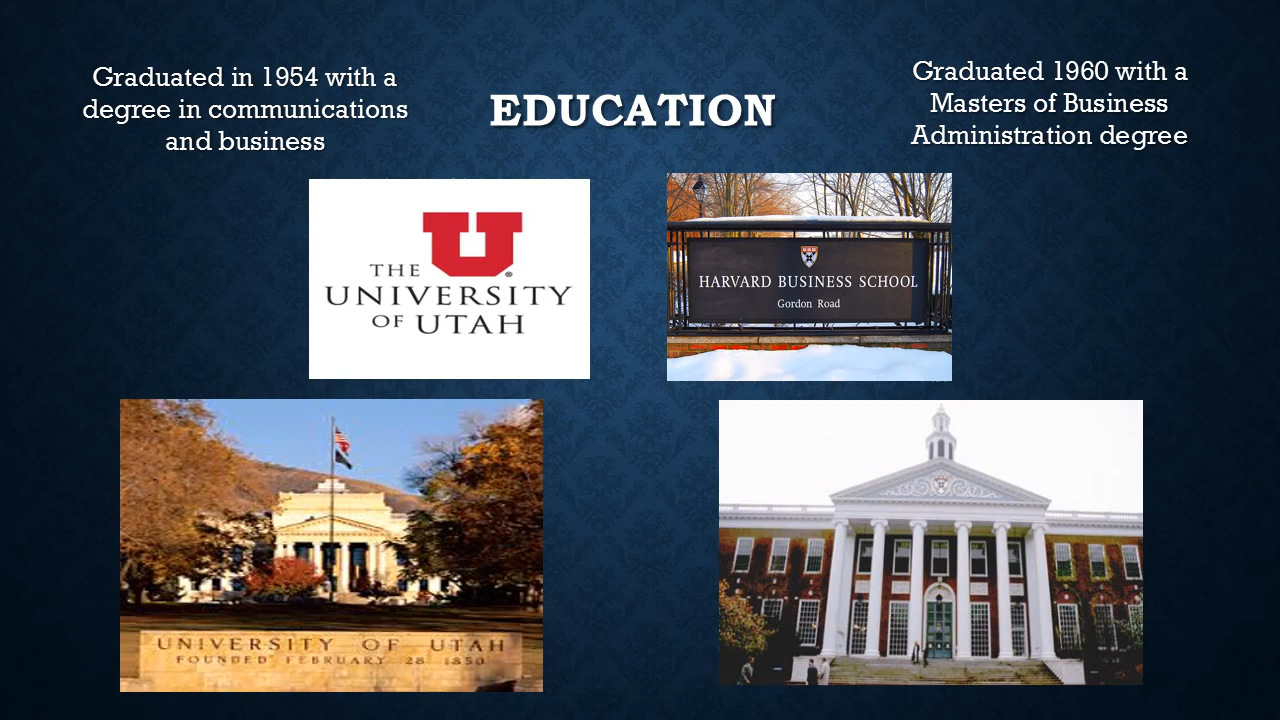 Graduated in 1954 with a
degree in communications
and business
EDUCATION
Graduated 1960 with a
Masters of Business
Administration degree
U®
THE
UNIVERSITY
OF UTAH
HARVARD BUSINESS SCHOOL
Gordon Road
UNIVERSITY OF UTAH
FOUNDED FEBRUARY 28 1850